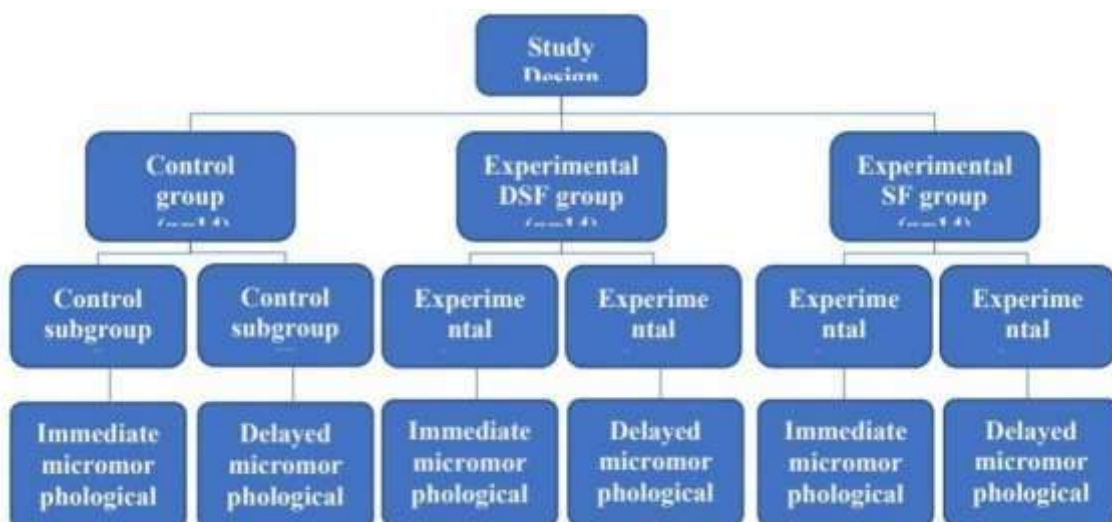 Study
Design
Control
group
Experimental
DSF group
Experimental
SF group
Control
subgroup
Control
subgroup
Experime
ntal
Experime
ntal
Experime
ntal
Experime
ntal
Immediate
micromor
phological
Delayed
micromor
phological
Immediate
micromor
phological
Delayed
micromor
phological
Immediate
micromor
phological
Delayed
micromor
phological